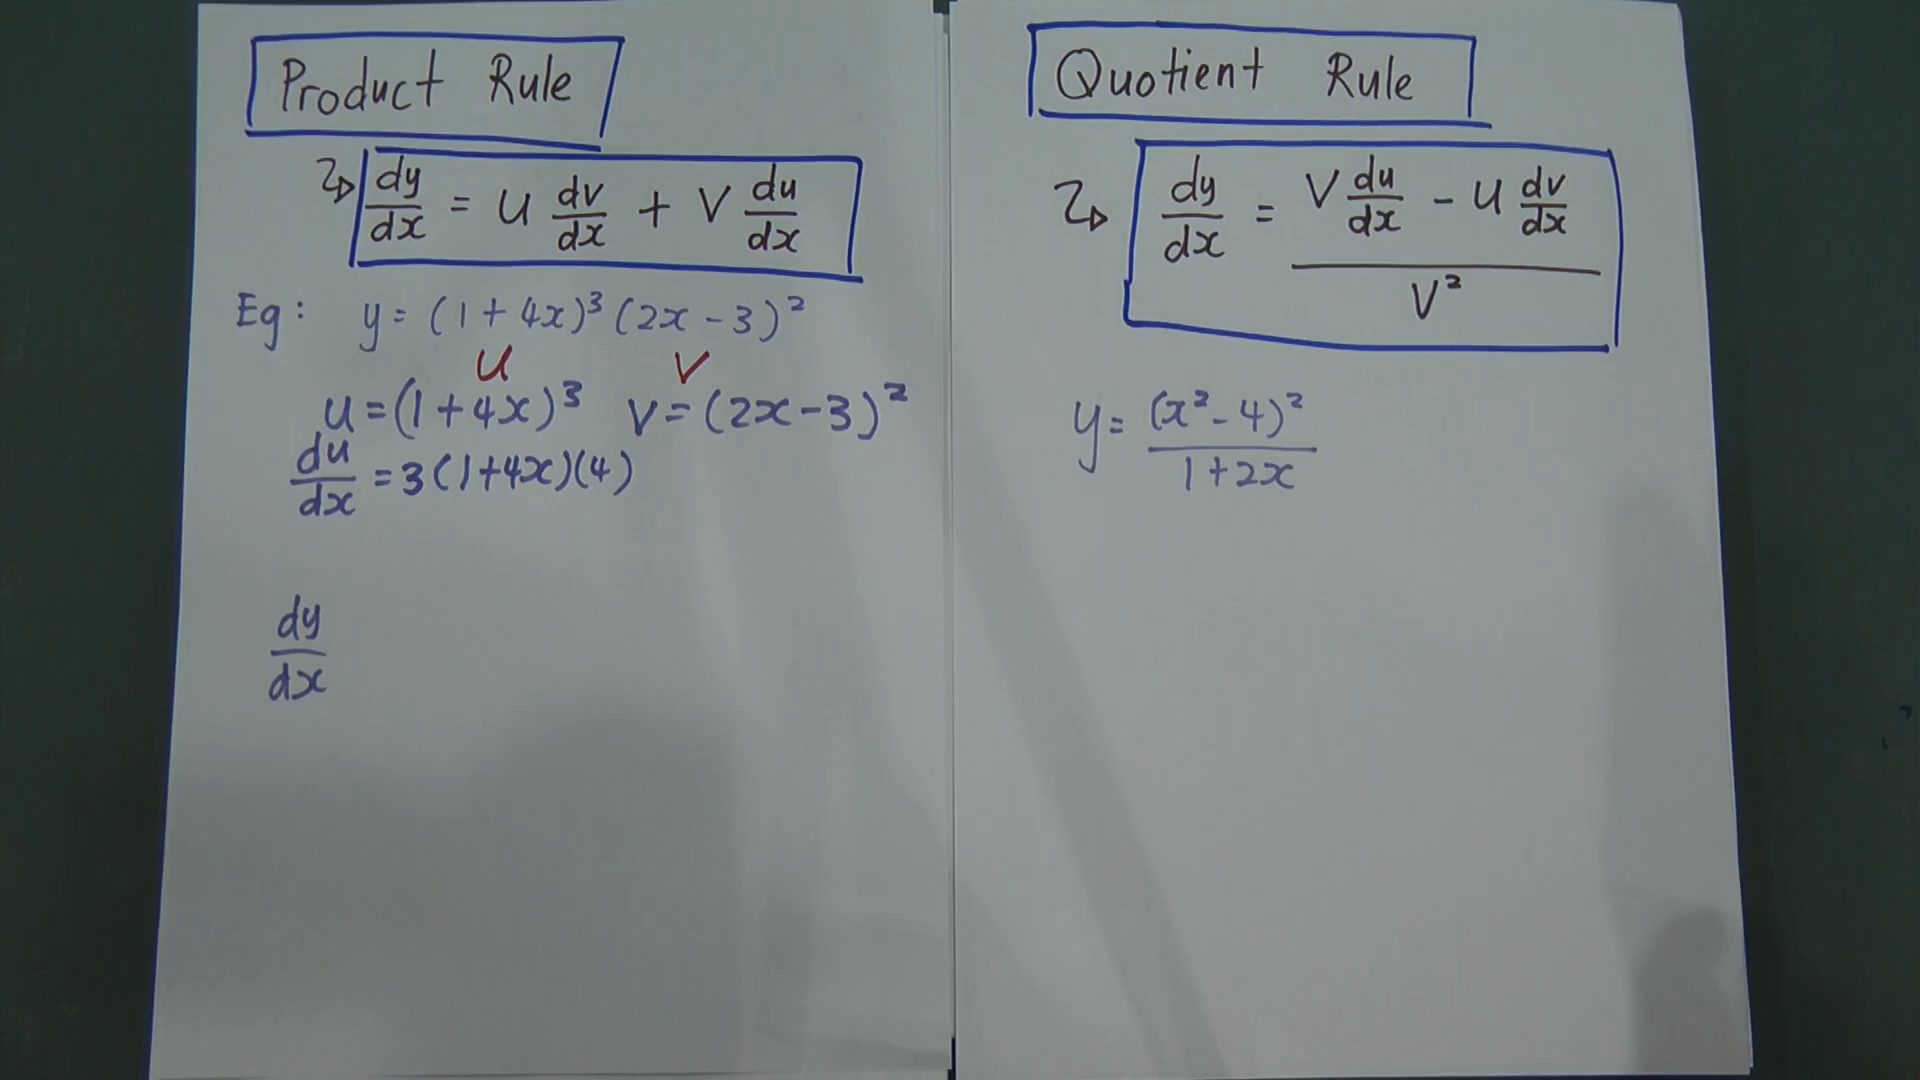 Product Rule
dy/dx = u dv/dx + v du/dx
Eg: y = (1 + 4x)³ (2x - 3)²
u v
u = (1 + 4x)³ v = (2x - 3)²
du/dx = 3(1+4x)(4)
dy/dx
Quotient Rule
dy/dx = (v du/dx - u dv/dx)/v²
y = (x² - 4)²/(1 + 2x)